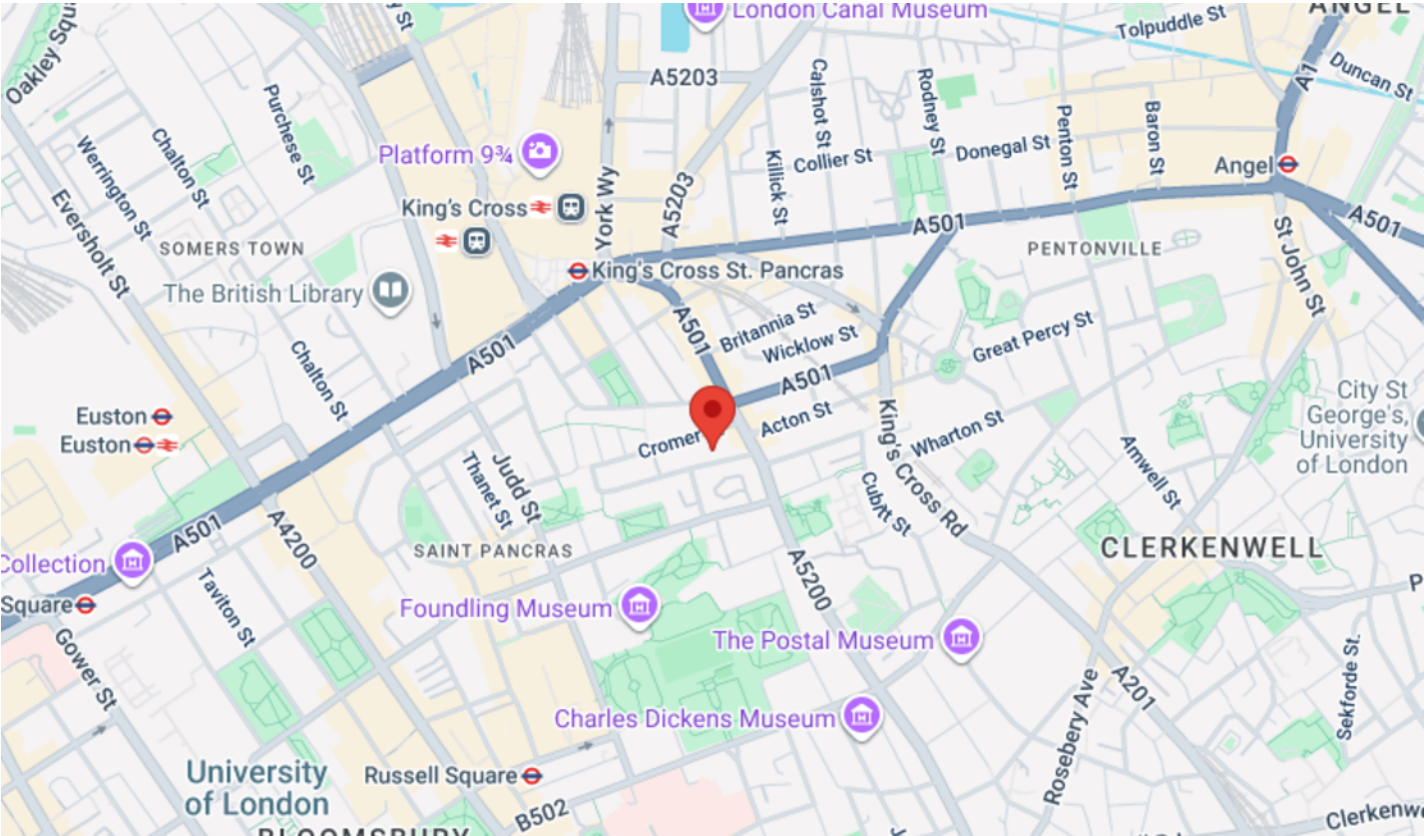 London Canal Museum
ANGEL
Tolpuddle St
Oakley Squ
A5203
Calshot St
Rodney St
A1
Duncan St
Purchese St
Penton St
Baron St
Chalton St
Werrington St
Platform 9¾
Killick St
Collier St
Donegal St
Angel
Eversholt St
King's Cross
York Wy
A5203
A501
A501
SOMERS TOWN
PENTONVILLE
St John St
King's Cross St. Pancras
The British Library
A501
Britannia St
Wicklow St
Great Percy St
A501
Chalton St
A501
City St
George's,
University
of London
Euston
Euston
Acton St
Cromer
Wharton St
King's Cross Rd
Amwell St
Thanet St
Judd St
Cubitt St
A501
A4200
SAINT PANCRAS
CLERKENWELL
Collection
A5200
Square
Taviton St
Foundling Museum
The Postal Museum
Gower St
Rosebery Ave
A201
Sekforde St.
Charles Dickens Museum
University
of London
Russell Square
B502
BLOOMSBURY
Clerkenw